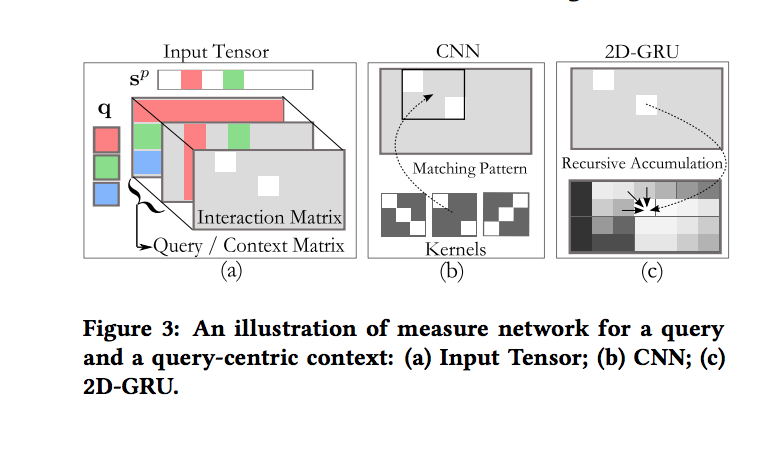 Input Tensor
s^p
q
Interaction Matrix
Query / Context Matrix
(a)
CNN
Matching Pattern
Kernels
(b)
2D-GRU
Recursive Accumulation
(c)
Figure 3: An illustration of measure network for a query
and a query-centric context: (a) Input Tensor; (b) CNN; (c)
2D-GRU.